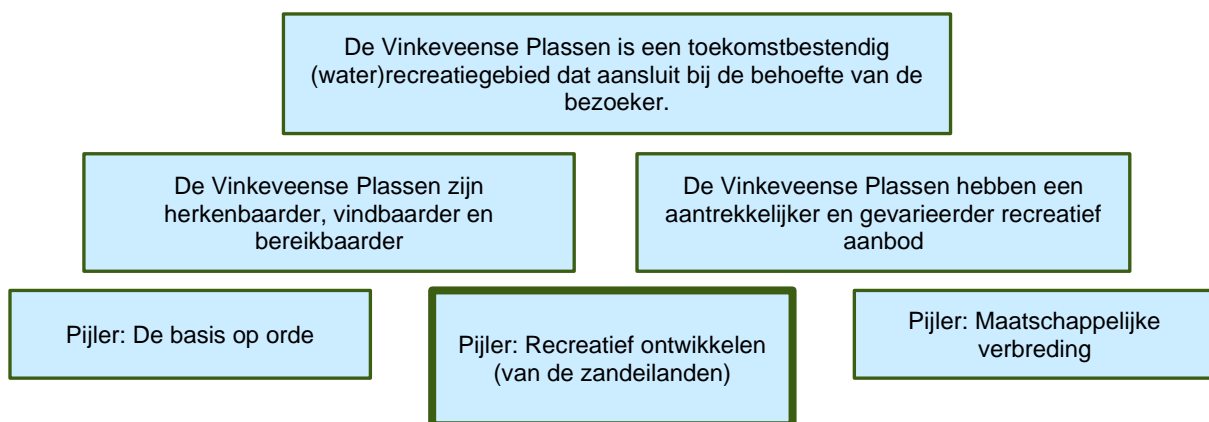 De Vinkeveense Plassen is een toekomstbestendig
(water)recreatiegebied dat aansluit bij de behoefte van de
bezoeker.
De Vinkeveense Plassen zijn
herkenbaarder, vindbaarder en
bereikbaarder
De Vinkeveense Plassen hebben een
aantrekkelijker en gevarieerder recreatief
aanbod
Pijler: De basis op orde
Pijler: Recreatief ontwikkelen
(van de zandeilanden)
Pijler: Maatschappelijke
verbreding